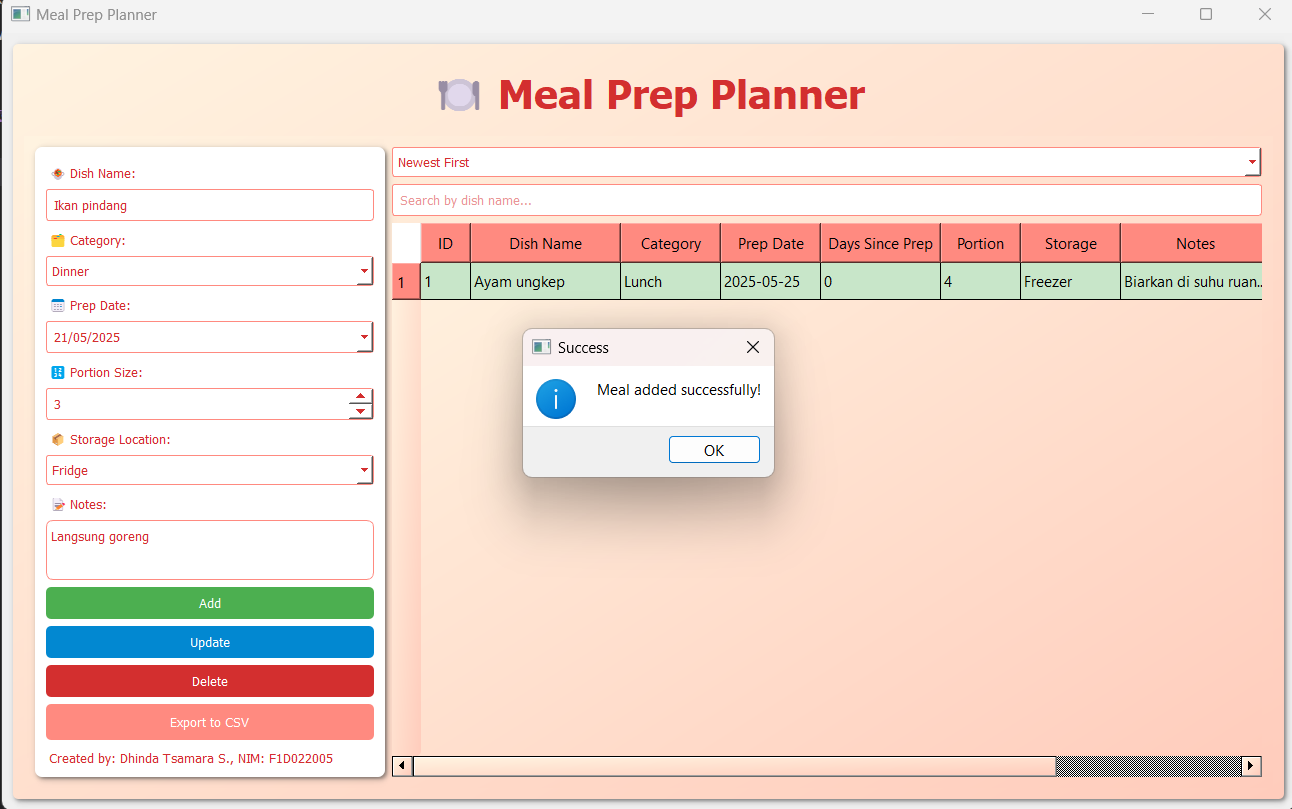 Meal Prep Planner
Meal Prep Planner
Dish Name:
Ikan pindang
Category:
Dinner
Prep Date:
21/05/2025
Portion Size:
3
Storage Location:
Fridge
Notes:
Langsung goreng
Add
Update
Delete
Export to CSV
Created by: Dhinda Tsamara S., NIM: F1D022005
Newest First
Search by dish name...
ID Dish Name Category Prep Date Days Since Prep Portion Storage Notes
1 1 Ayam ungkep Lunch 2025-05-25 0 4 Freezer Biarkan di suhu ruan..
Success
Meal added successfully!
OK